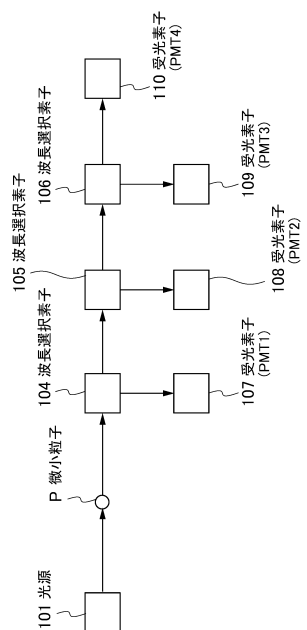 101 光源
P 微小粒子
104 波長選択素子
105 波長選択素子
106 波長選択素子
107 受光素子
(PMT1)
108 受光素子
(PMT2)
109 受光素子
(PMT3)
110 受光素子
(PMT4)